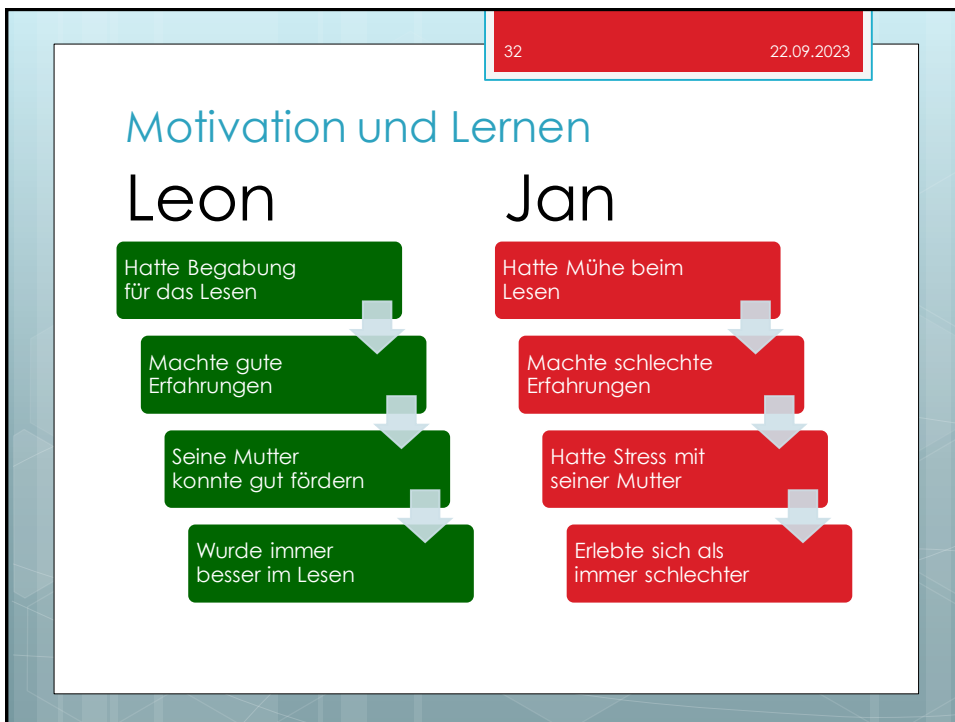 32
22.09.2023
Motivation und Lernen
Leon
Hatte Begabung
für das Lesen
Machte gute
Erfahrungen
Seine Mutter
konnte gut fördern
Wurde immer
besser im Lesen
Jan
Hatte Mühe beim
Lesen
Machte schlechte
Erfahrungen
Hatte Stress mit
seiner Mutter
Erlebte sich als
immer schlechter